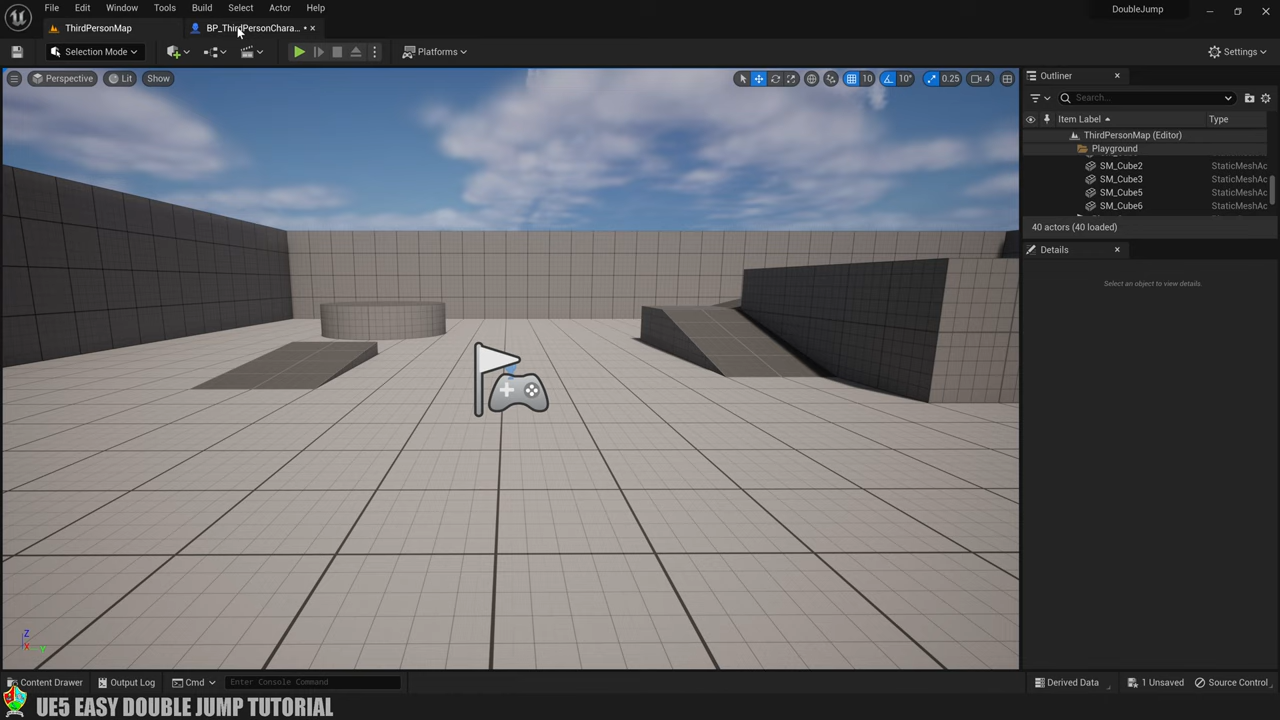 File Edit Window Tools Build Select Actor Help
DoubleJump
ThirdPersonMap
BP_ThirdPersonChara...
Selection Mode
Platforms
Settings
Perspective
Lit
Show
10
10°
0.25
4
Outliner
Search...
Item Label
Type
ThirdPersonMap (Editor)
Playground
SM_Cube2 StaticMeshAc
SM_Cube3 StaticMeshAc
SM_Cube5 StaticMeshAc
SM_Cube6 StaticMeshAc
40 actors (40 loaded)
Details
Select an object to view details.
Z
X
Y
Content Drawer
Output Log
Cmd
Enter Console Command
Derived Data
1 Unsaved
Source Control
UE5 EASY DOUBLE JUMP TUTORIAL